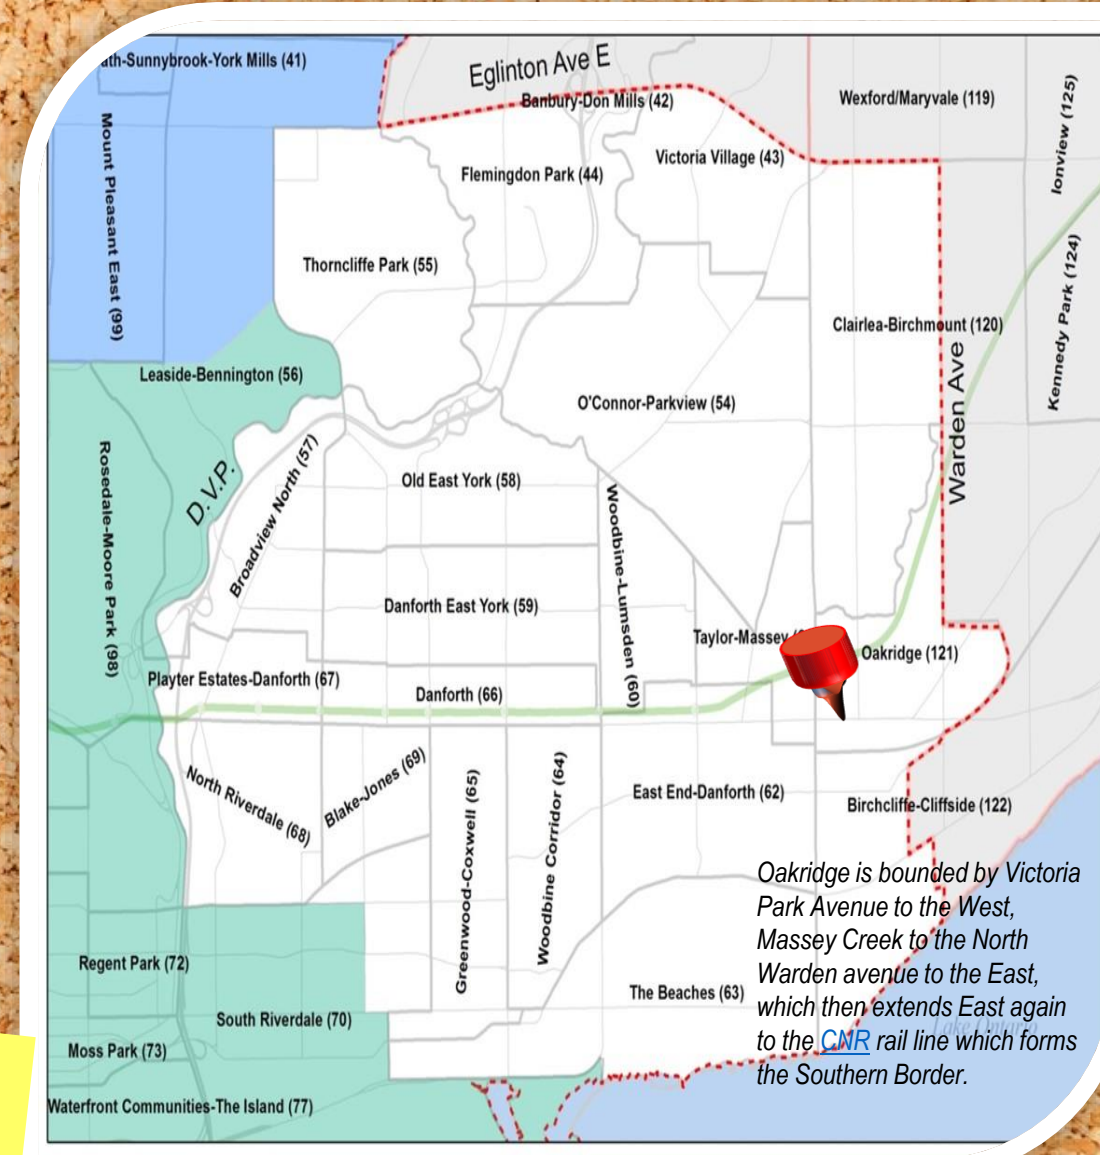 ath-Sunnybrook-York Mills (41)
Eglinton Ave E
Banbury-Don Mills (42)
Wexford/Maryvale (119)
Ionview (125)
Mount Pleasant East (99)
Flemingdon Park (44)
Victoria Village (43)
Thorncliffe Park (55)
Clairlea-Birchmount (120)
Kennedy Park (124)
Warden Ave
Leaside-Bennington (56)
O'Connor-Parkview (54)
Rosedale-Moore Park (98)
D.V.P.
Broadview North (57)
Old East York (58)
Woodbine-Lumsden (60)
Danforth East York (59)
Taylor-Massey
Oakridge (121)
Playter Estates-Danforth (67)
Danforth (66)
North Riverdale (68)
Blake-Jones (69)
Greenwood-Coxwell (65)
Woodbine Corridor (64)
East End-Danforth (62)
Birchcliffe-Cliffside (122)
Regent Park (72)
South Riverdale (70)
The Beaches (63)
Moss Park (73)
Waterfront Communities-The Island (77)
Lake Ontario
Oakridge is bounded by Victoria
Park Avenue to the West,
Massey Creek to the North
Warden avenue to the East,
which then extends East again
to the CNR rail line which forms
the Southern Border.